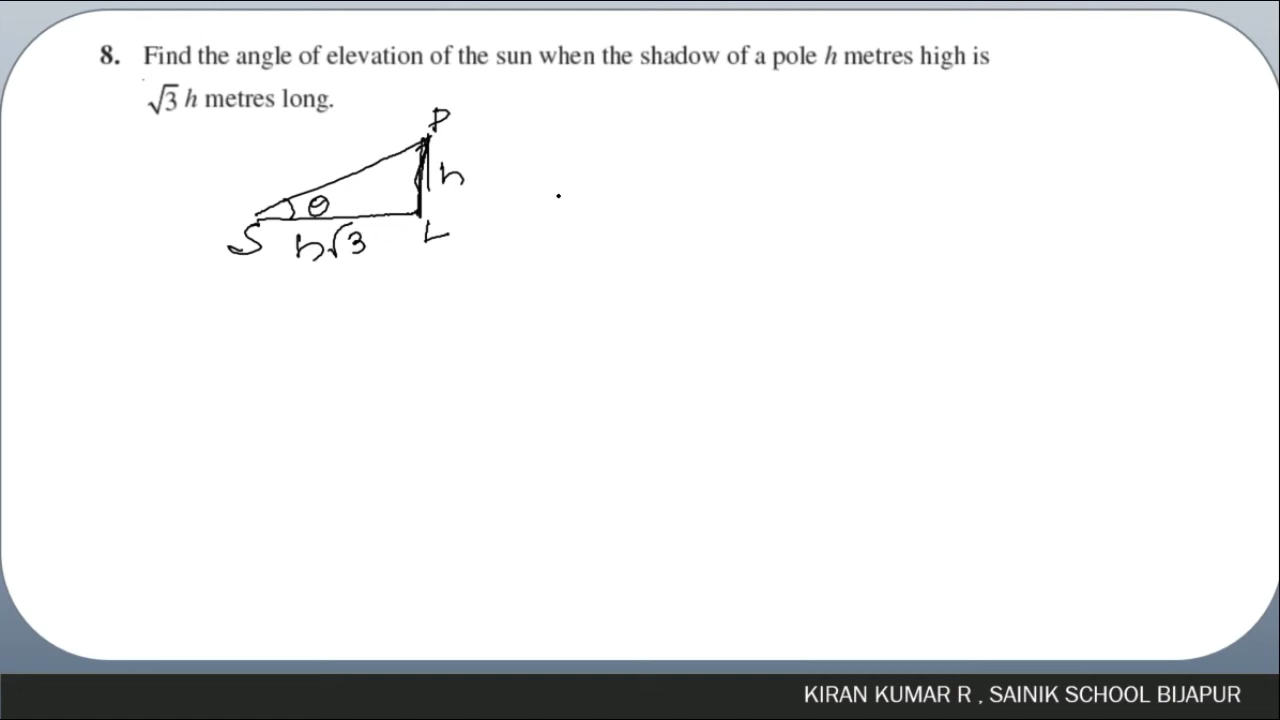 8. Find the angle of elevation of the sun when the shadow of a pole h metres high is
√3 h metres long.
P
h
θ
S h√3 L
KIRAN KUMAR R , SAINIK SCHOOL BIJAPUR